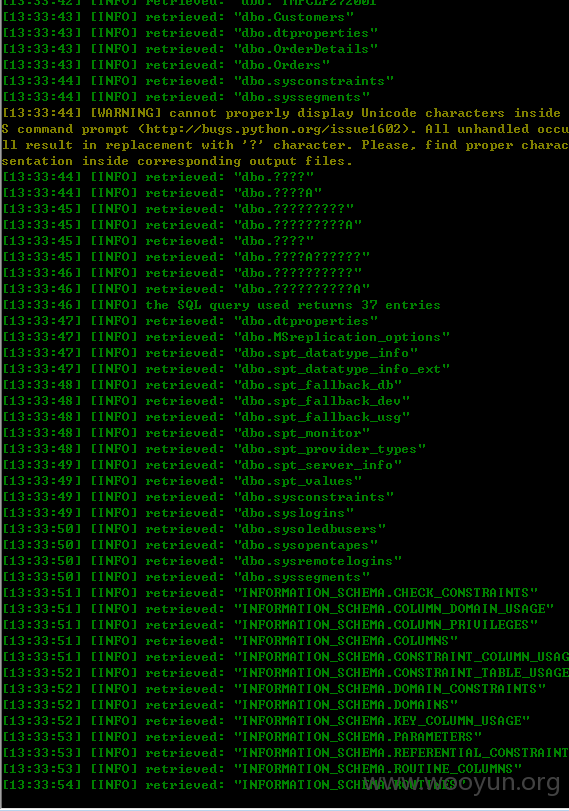 [13:33:42] [INFO] retrieved: "dbo.
[13:33:43] [INFO] retrieved: "dbo.Customers"
[13:33:43] [INFO] retrieved: "dbo.dtproperties"
[13:33:43] [INFO] retrieved: "dbo.OrderDetails"
[13:33:43] [INFO] retrieved: "dbo.Orders"
[13:33:44] [INFO] retrieved: "dbo.sysconstraints"
[13:33:44] [INFO] retrieved: "dbo.syssegments"
[13:33:44] [WARNING] cannot properly display Unicode characters inside
S command prompt (http://bugs.python.org/issue1602). All unhandled occu
ll result in replacement with '?' character. Please, find proper charac
sentation inside corresponding output files.
[13:33:44] [INFO] retrieved: "dbo.????"
[13:33:44] [INFO] retrieved: "dbo.????A"
[13:33:45] [INFO] retrieved: "dbo.?????????"
[13:33:45] [INFO] retrieved: "dbo.?????????A"
[13:33:45] [INFO] retrieved: "dbo.????"
[13:33:45] [INFO] retrieved: "dbo.????A??????"
[13:33:46] [INFO] retrieved: "dbo.??????????"
[13:33:46] [INFO] retrieved: "dbo.??????????A"
[13:33:46] [INFO] the SQL query used returns 37 entries
[13:33:47] [INFO] retrieved: "dbo.dtproperties"
[13:33:47] [INFO] retrieved: "dbo.MSreplication_options"
[13:33:47] [INFO] retrieved: "dbo.spt_datatype_info"
[13:33:47] [INFO] retrieved: "dbo.spt_datatype_info_ext"
[13:33:48] [INFO] retrieved: "dbo.spt_fallback_db"
[13:33:48] [INFO] retrieved: "dbo.spt_fallback_dev"
[13:33:48] [INFO] retrieved: "dbo.spt_fallback_usg"
[13:33:48] [INFO] retrieved: "dbo.spt_monitor"
[13:33:48] [INFO] retrieved: "dbo.spt_provider_types"
[13:33:49] [INFO] retrieved: "dbo.spt_server_info"
[13:33:49] [INFO] retrieved: "dbo.spt_values"
[13:33:49] [INFO] retrieved: "dbo.sysconstraints"
[13:33:49] [INFO] retrieved: "dbo.syslogins"
[13:33:50] [INFO] retrieved: "dbo.sysoledbusers"
[13:33:50] [INFO] retrieved: "dbo.sysopentapes"
[13:33:50] [INFO] retrieved: "dbo.sysremotelogins"
[13:33:50] [INFO] retrieved: "dbo.syssegments"
[13:33:51] [INFO] retrieved: "INFORMATION_SCHEMA.CHECK_CONSTRAINTS"
[13:33:51] [INFO] retrieved: "INFORMATION_SCHEMA.COLUMN_DOMAIN_USAGE"
[13:33:51] [INFO] retrieved: "INFORMATION_SCHEMA.COLUMN_PRIVILEGES"
[13:33:51] [INFO] retrieved: "INFORMATION_SCHEMA.COLUMNS"
[13:33:51] [INFO] retrieved: "INFORMATION_SCHEMA.CONSTRAINT_COLUMN_USAG
[13:33:52] [INFO] retrieved: "INFORMATION_SCHEMA.CONSTRAINT_TABLE_USAGE
[13:33:52] [INFO] retrieved: "INFORMATION_SCHEMA.DOMAIN_CONSTRAINTS"
[13:33:52] [INFO] retrieved: "INFORMATION_SCHEMA.DOMAINS"
[13:33:52] [INFO] retrieved: "INFORMATION_SCHEMA.KEY_COLUMN_USAGE"
[13:33:53] [INFO] retrieved: "INFORMATION_SCHEMA.PARAMETERS"
[13:33:53] [INFO] retrieved: "INFORMATION_SCHEMA.REFERENTIAL_CONSTRAINT
[13:33:53] [INFO] retrieved: "INFORMATION_SCHEMA.ROUTINE_COLUMNS"
[13:33:54] [INFO] retrieved: "INFORMATION_SCHEMA.ROUTINES"
www.wooyun.org